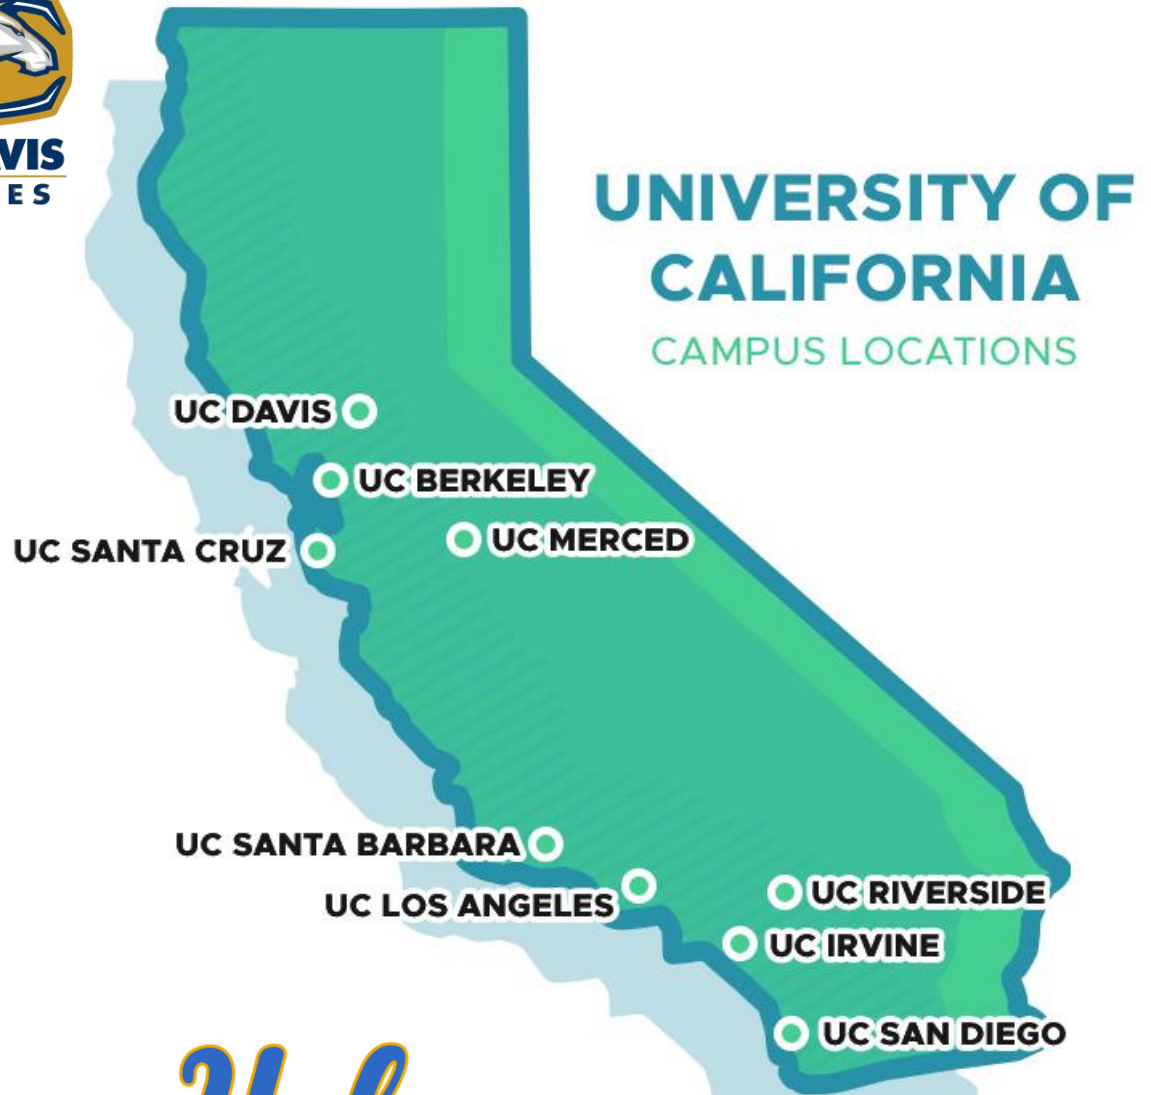 UNIVERSITY OF
CALIFORNIA
CAMPUS LOCATIONS
UC DAVIS
UC BERKELEY
UC MERCED
UC SANTA CRUZ
UC SANTA BARBARA
UC LOS ANGELES
UC RIVERSIDE
UC IRVINE
UC SAN DIEGO